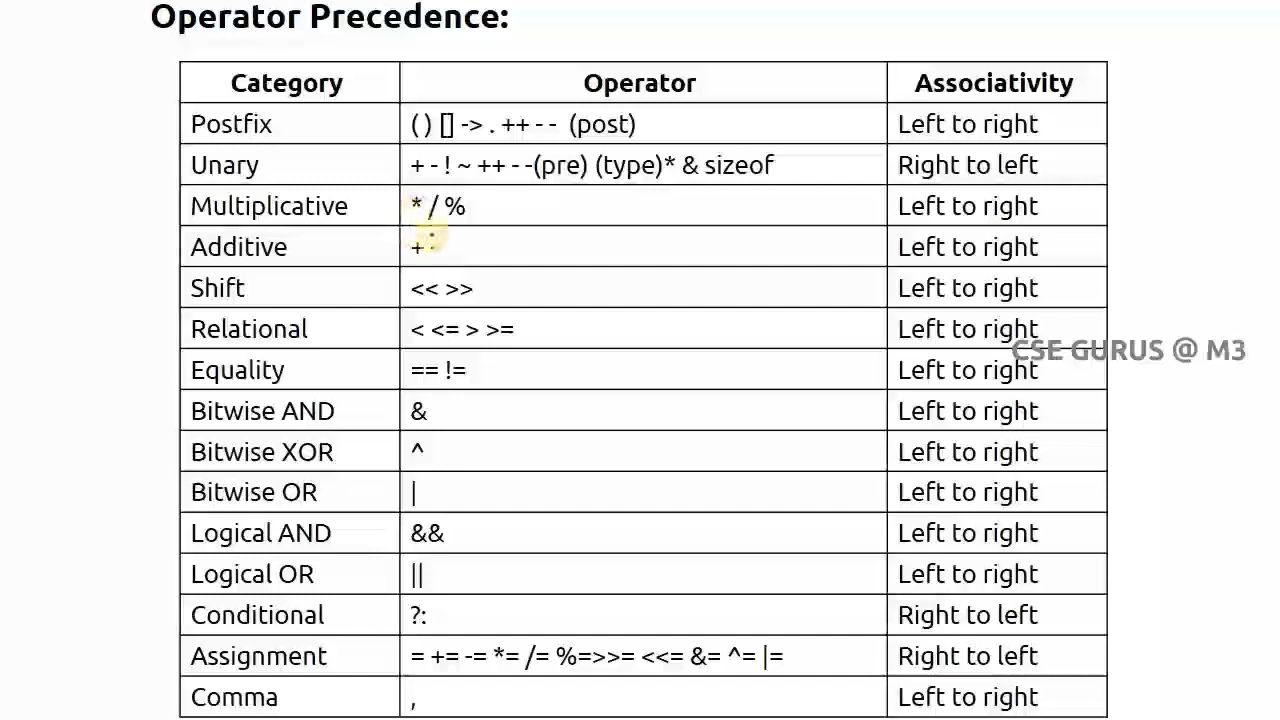 Operator Precedence:
Category Operator Associativity
Postfix ( ) [] -> . ++ - - (post) Left to right
Unary + - ! ~ ++ - -(pre) (type)* & sizeof Right to left
Multiplicative * / % Left to right
Additive + - Left to right
Shift << >> Left to right
Relational < <= > >= Left to right
CSE GURUS @ M3
Equality == != Left to right
Bitwise AND & Left to right
Bitwise XOR ^ Left to right
Bitwise OR | Left to right
Logical AND && Left to right
Logical OR || Left to right
Conditional ?: Right to left
Assignment = += -= *= /= %=>>= <<= &= ^= |= Right to left
Comma , Left to right